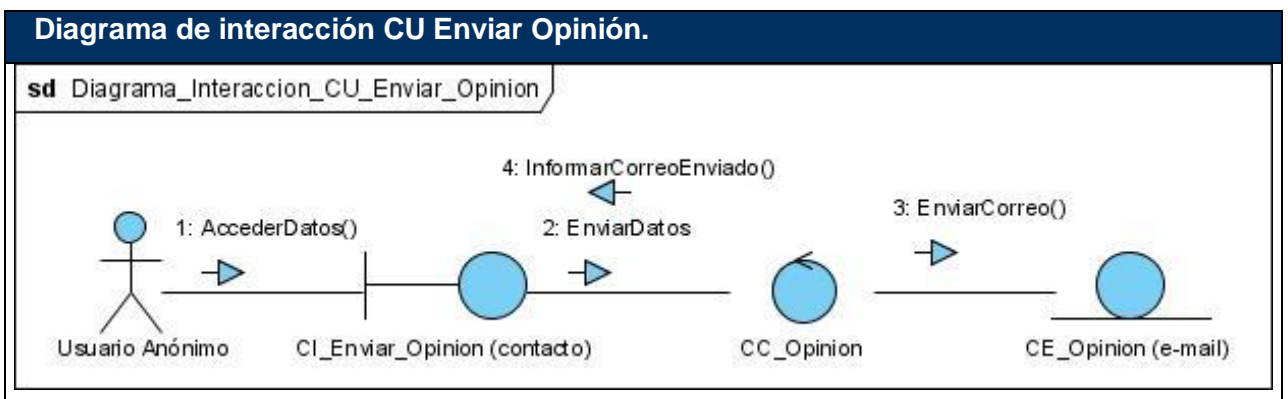 Diagrama de interacción CU Enviar Opinión.
sd Diagrama_Interaccion_CU_Enviar_Opinion
4: InformarCorreoEnviado()
3: EnviarCorreo()
1: AccederDatos()
2: EnviarDatos
Usuario Anónimo
CI_Enviar_Opinion (contacto)
CC_Opinion
CE_Opinion (e-mail)